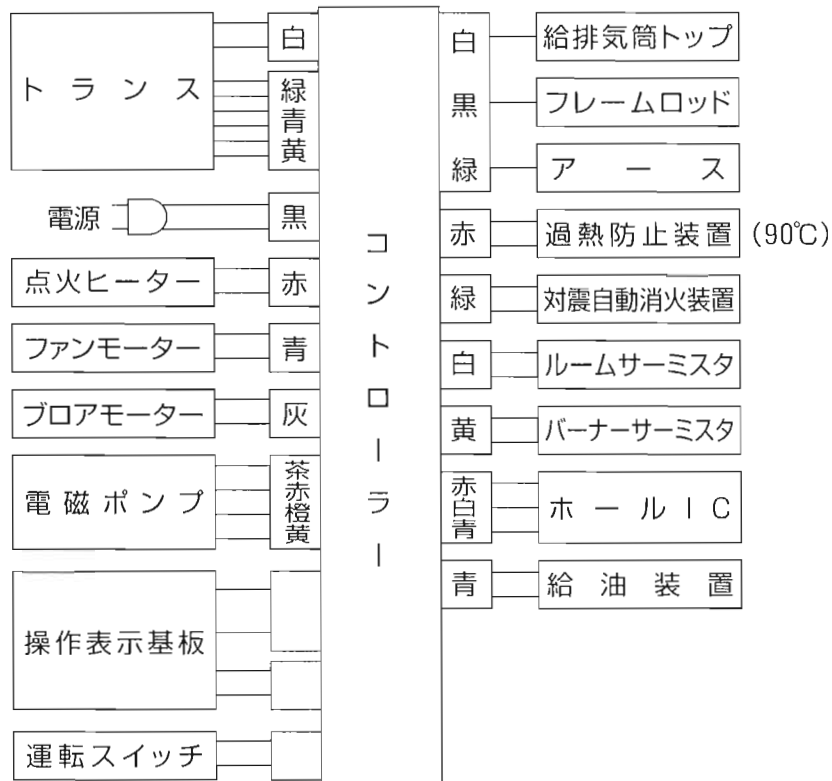 トランス
白
緑
青
黄
電源
黒
点火ヒーター
赤
ファンモーター
青
ブロアモーター
灰
電磁ポンプ
茶
赤
橙
黄
操作表示基板
運転スイッチ
コントローラー
白
給排気筒トップ
黒
フレームロッド
緑
アース
赤
過熱防止装置 (90℃)
緑
対震自動消火装置
白
ルームサーミスタ
黄
バーナーサーミスタ
赤
白
青
ホールIC
青
給油装置